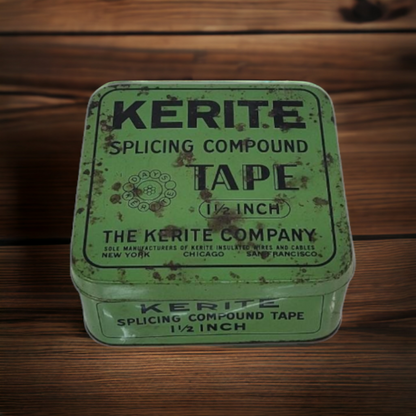 KERITE
SPLICING COMPOUND
TAPE
1½ INCH
THE KERITE COMPANY
SOLE MANUFACTURERS OF KERITE INSULATED WIRES AND CABLES
NEW YORK CHICAGO SAN FRANCISCO
KERITE
SPLICING COMPOUND TAPE
1½ INCH